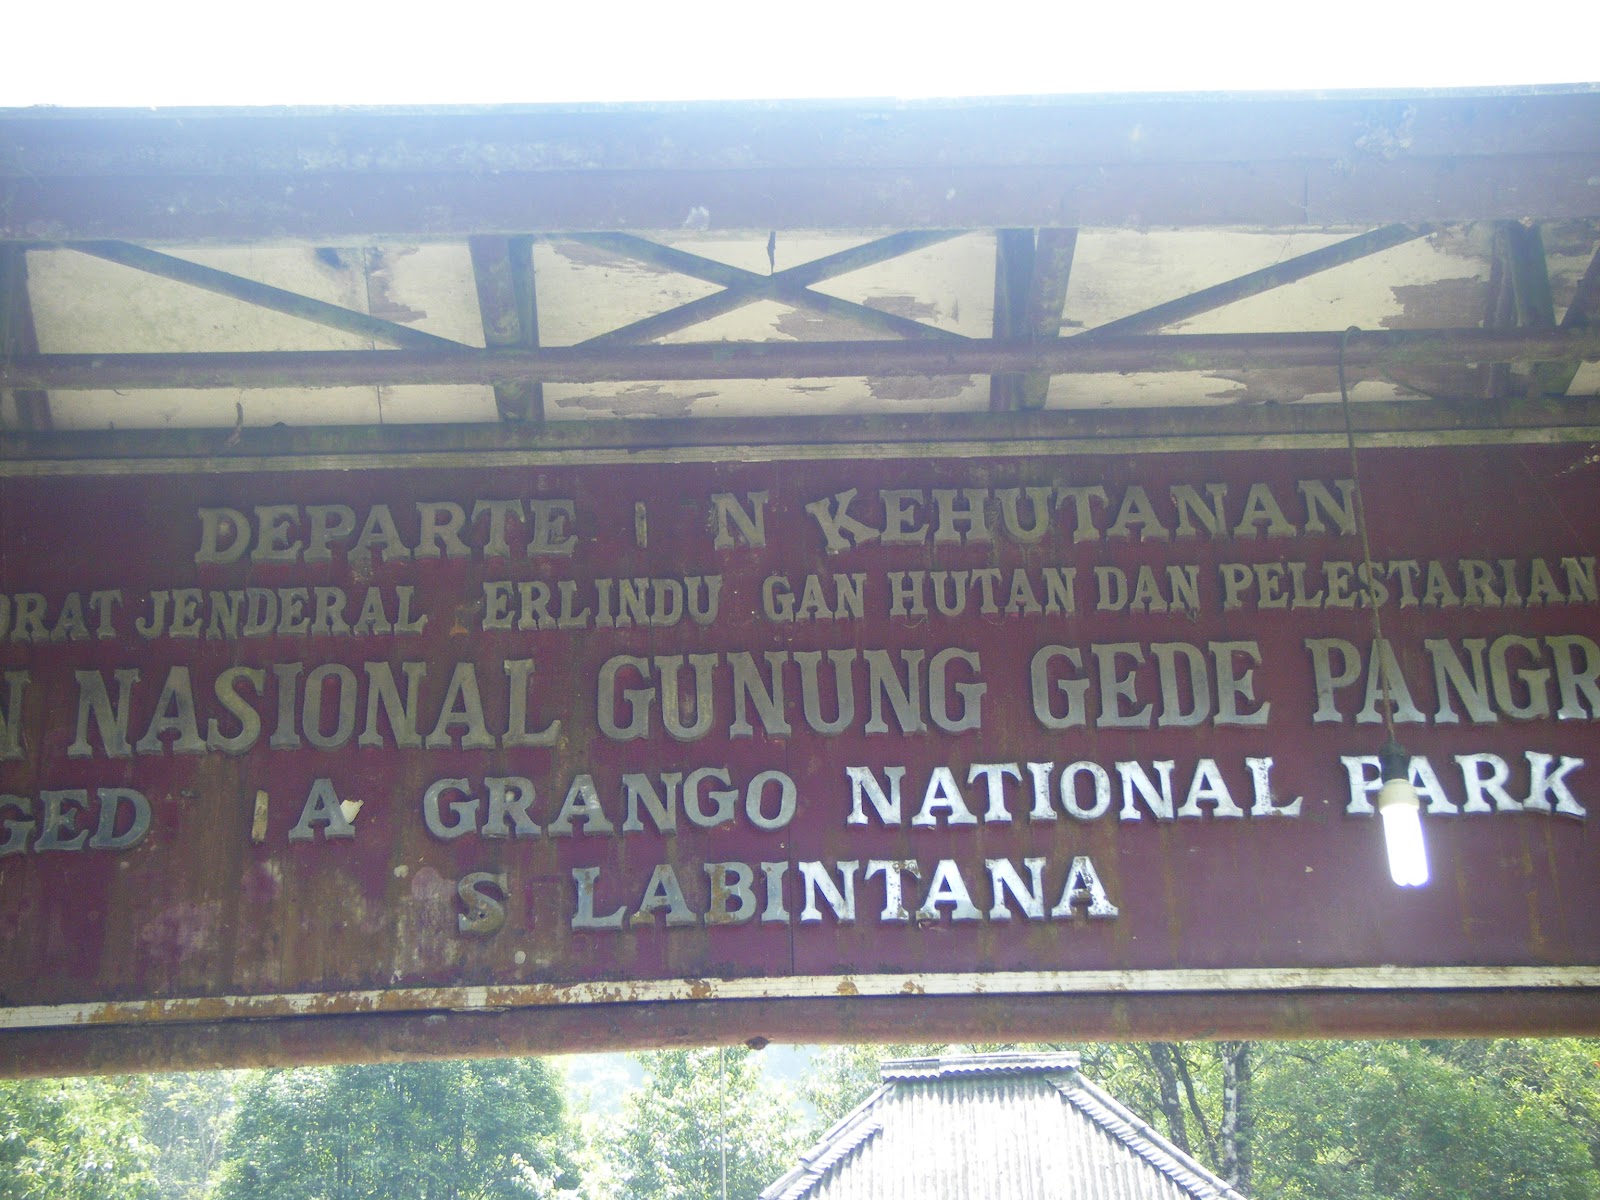 DEPARTE N KEHUTANAN
ORAT JENDERAL ERLINDU GAN HUTAN DAN PELESTARIAN
N NASIONAL GUNUNG GEDE PANGR
GED A GRANGO NATIONAL PARK
S LABINTANA